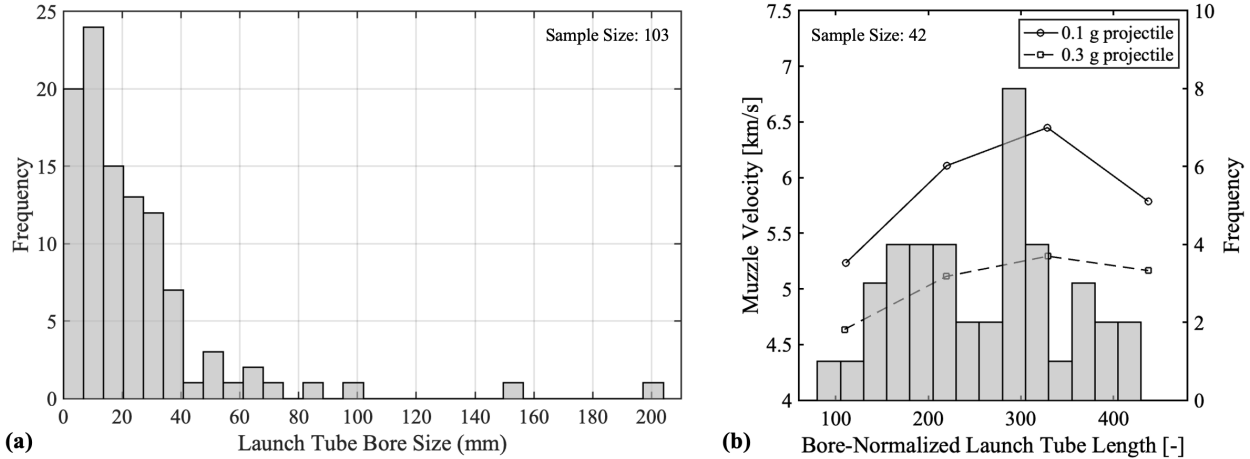 25
20
15
10
5
0
Frequency
Sample Size: 103
0 20 40 60 80 100 120 140 160 180 200
Launch Tube Bore Size (mm)
(a)
7.5
7
6.5
6
5.5
5
4.5
4
Muzzle Velocity [km/s]
Sample Size: 42
0.1 g projectile
0.3 g projectile
10
8
6
4
2
0
Frequency
100 200 300 400
Bore-Normalized Launch Tube Length [-]
(b)